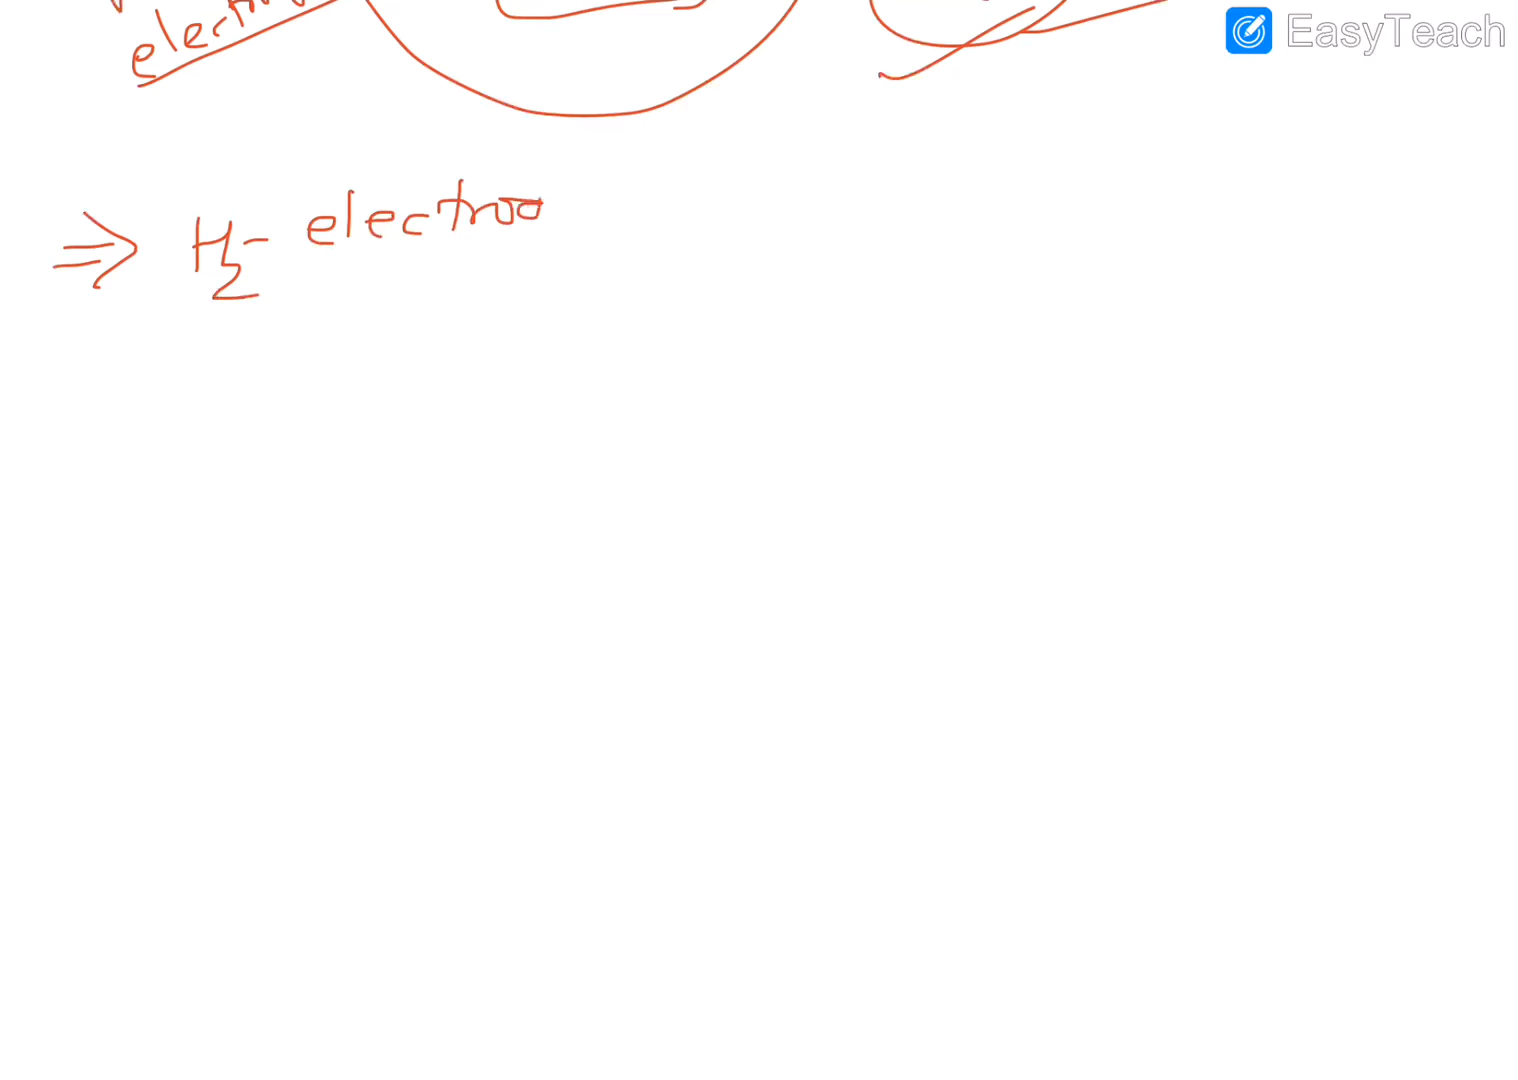 EasyTeach
⇒ H₂- electroo